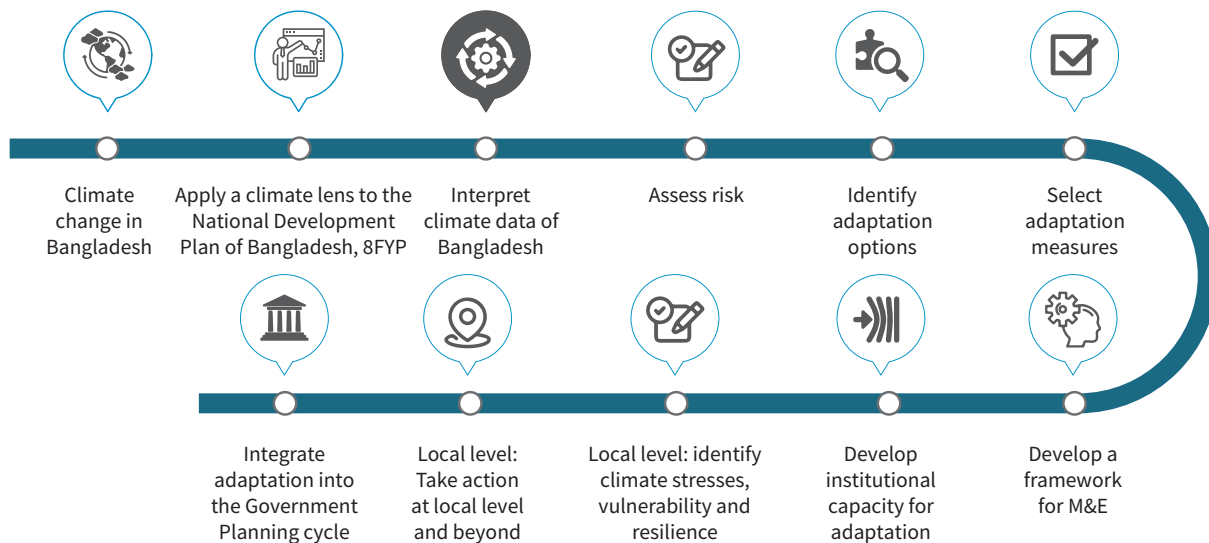 Climate
change in
Bangladesh
Apply a climate lens to the
National Development
Plan of Bangladesh, 8FYP
Interpret
climate data of
Bangladesh
Assess risk
Identify
adaptation
options
Select
adaptation
measures
Integrate
adaptation into
the Government
Planning cycle
Local level:
Take action
at local level
and beyond
Local level: identify
climate stresses,
vulnerability and
resilience
Develop
institutional
capacity for
adaptation
Develop a
framework
for M&E